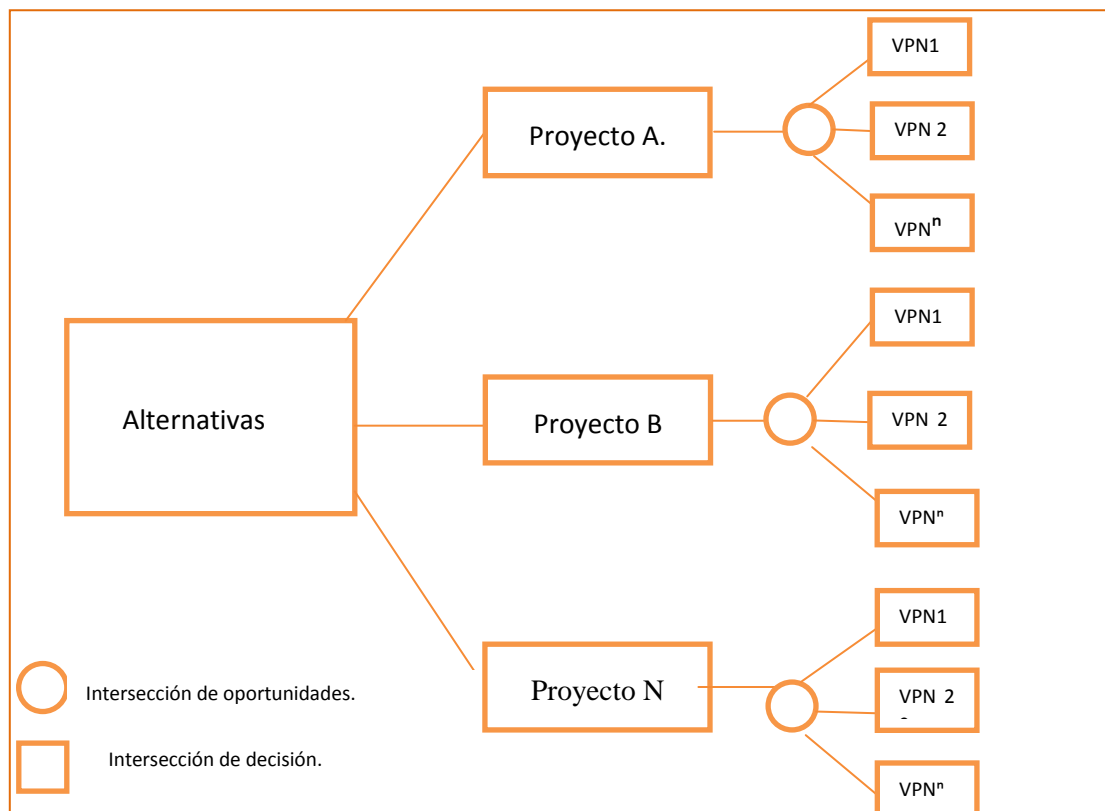 VPN1
Proyecto A.
VPN 2
VPNⁿ
VPN1
Alternativas
Proyecto B
VPN 2
VPNⁿ
VPN1
Proyecto N
VPN 2
VPNⁿ
Intersección de oportunidades.
Intersección de decisión.